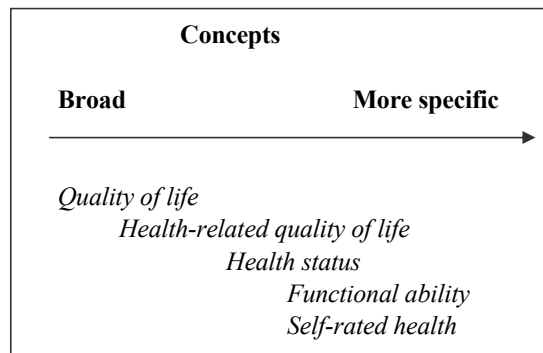 Concepts
Broad More specific
Quality of life
Health-related quality of life
Health status
Functional ability
Self-rated health